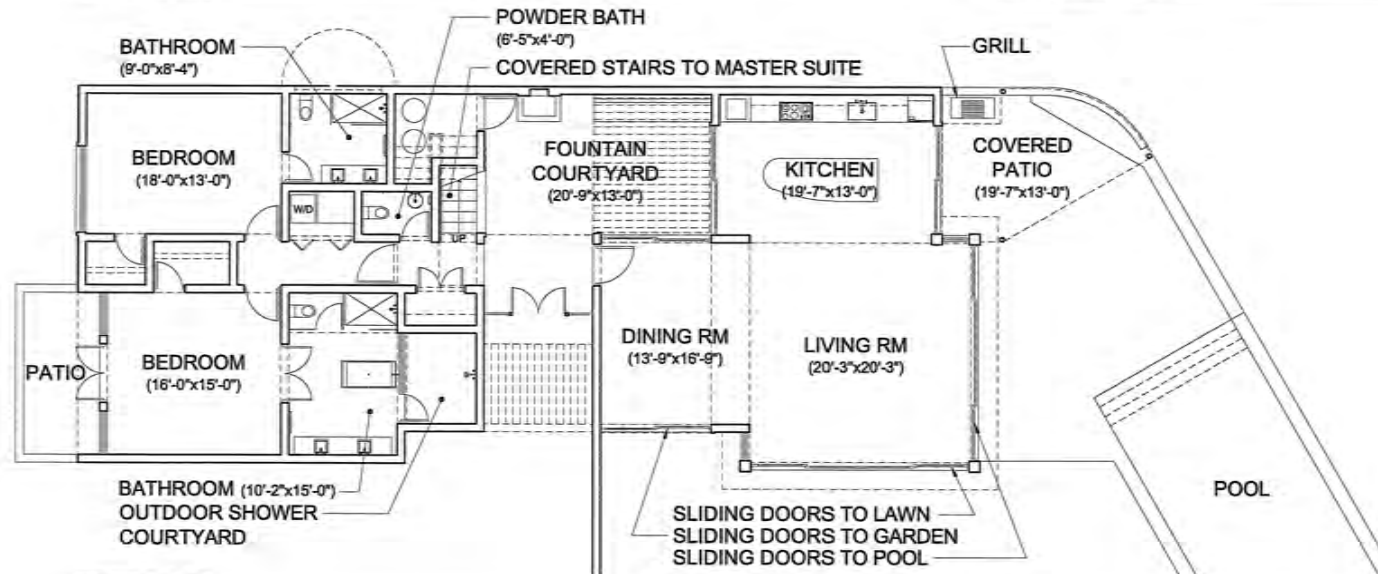 POWDER BATH
(6'-5"x4'-0")
BATHROOM
(9'-0"x8'-4")
COVERED STAIRS TO MASTER SUITE
GRILL
BEDROOM
(18'-0"x13'-0")
FOUNTAIN
COURTYARD
(20'-9"x13'-0")
KITCHEN
(19'-7"x13'-0")
COVERED
PATIO
(19'-7"x13'-0")
W/D
UP
PATIO
BEDROOM
(16'-0"x15'-0")
DINING RM
(13'-9"x16'-9")
LIVING RM
(20'-3"x20'-3")
POOL
BATHROOM (10'-2"x15'-0")
OUTDOOR SHOWER
COURTYARD
SLIDING DOORS TO LAWN
SLIDING DOORS TO GARDEN
SLIDING DOORS TO POOL